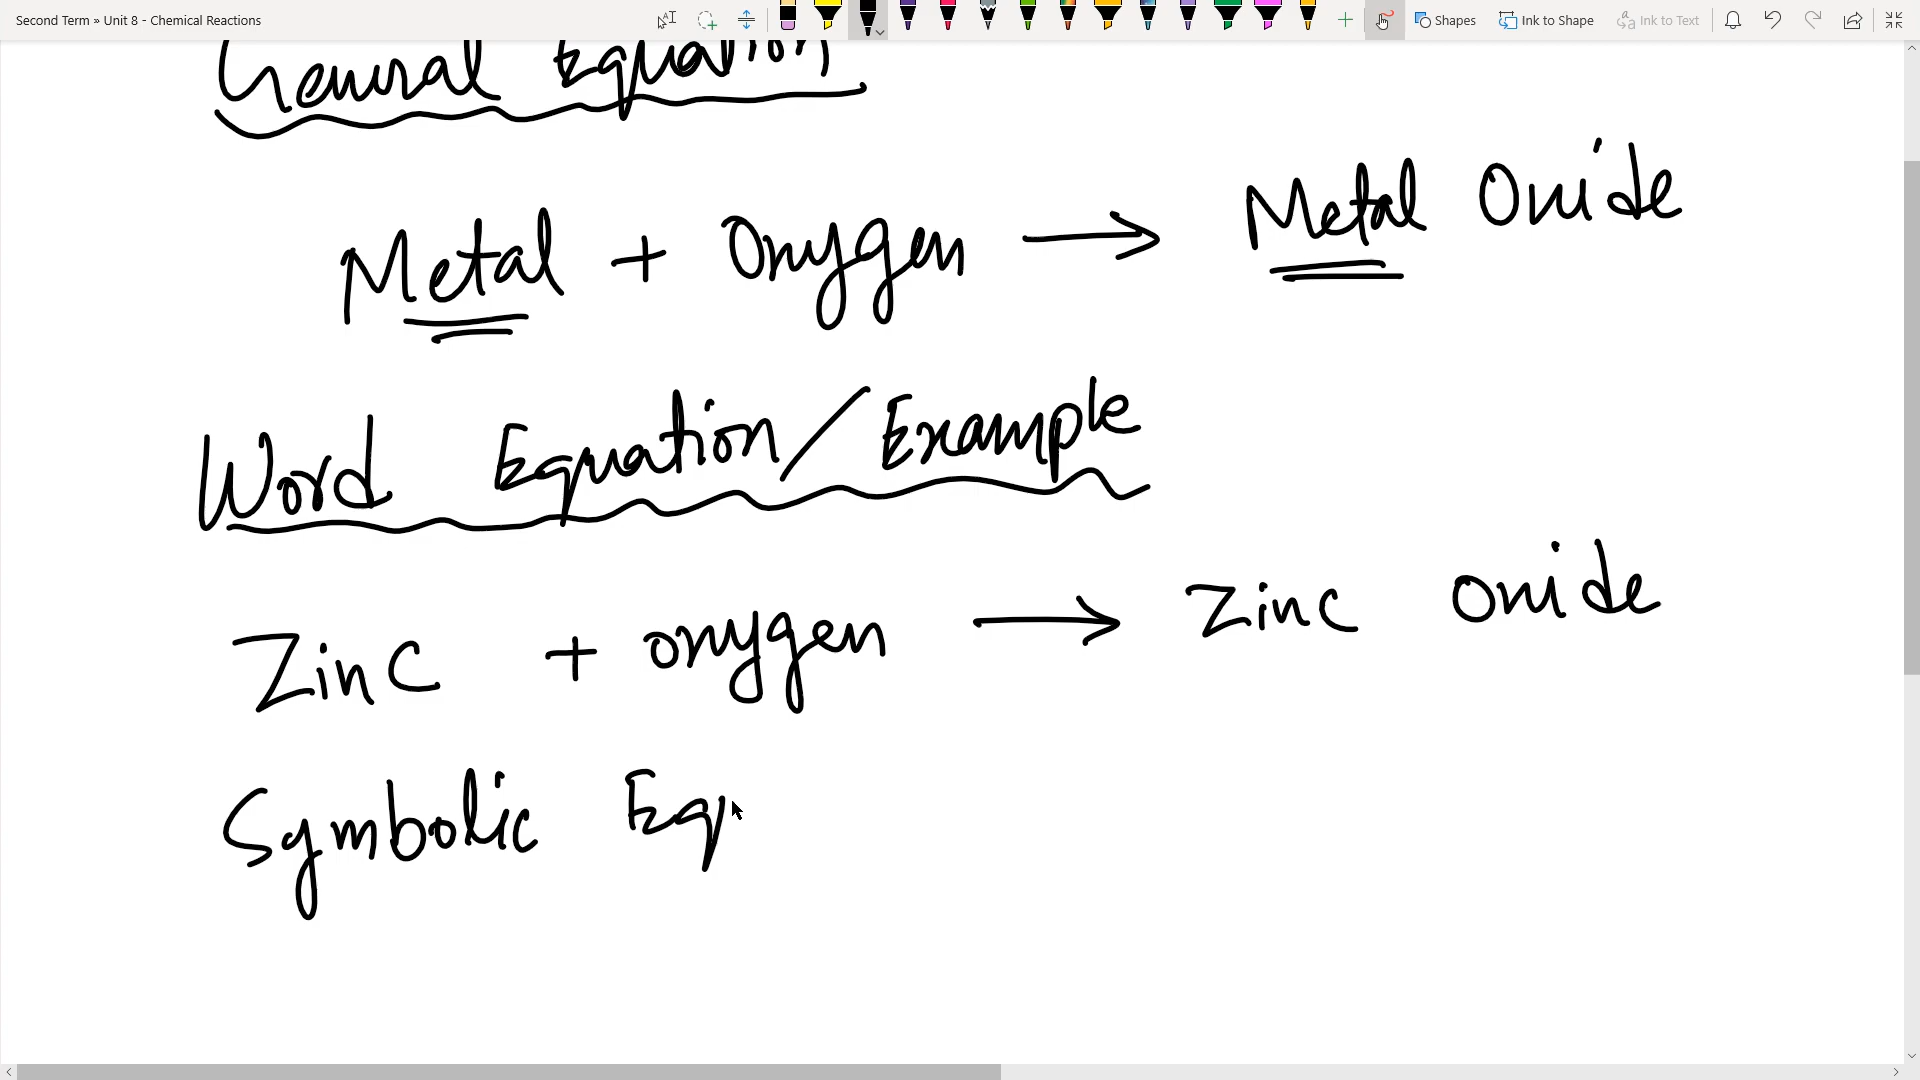 Second Term » Unit 8 - Chemical Reactions
Shapes
Ink to Shape
Ink to Text
General Equation
Metal + Oxygen → Metal Oxide
Word Equation/Example
Zinc + oxygen → Zinc oxide
Symbolic Eq